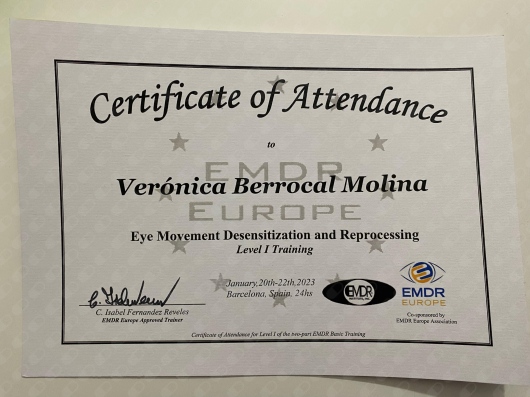 Certificate of Attendance
to
EMDR
Verónica Berrocal Molina
EUROPE
Eye Movement Desensitization and Reprocessing
Level I Training
January,20th-22th,2023
Barcelona, Spain. 24hs
C. Isabel Fernandez Reveles
EMDR Europe Approved Trainer
EMDR
EMDR
EUROPE
Co-sponsored by
EMDR Europe Association
Certificate of Attendance for Level I of the two-part EMDR Basic Training